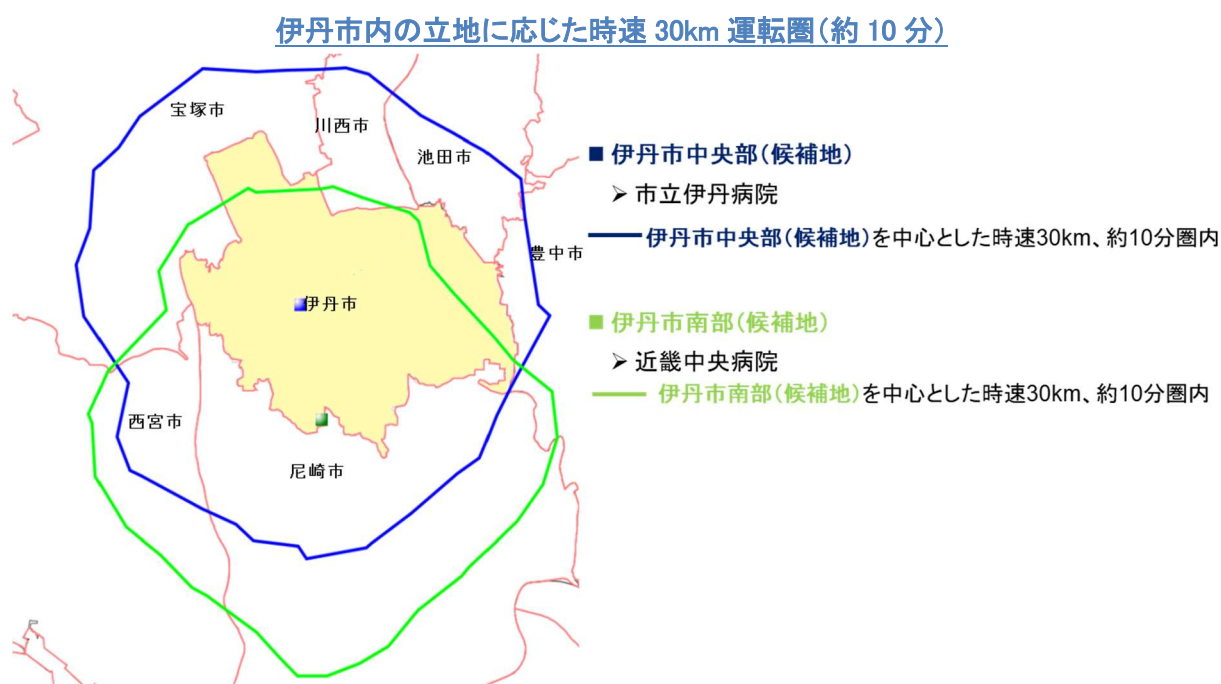 伊丹市内の立地に応じた時速 30km 運転圏（約 10 分）
宝塚市
川西市
池田市
豊中市
伊丹市
西宮市
尼崎市
■ 伊丹市中央部（候補地）
➢ 市立伊丹病院
伊丹市中央部（候補地）を中心とした時速30km、約10分圏内
■ 伊丹市南部（候補地）
➢ 近畿中央病院
伊丹市南部（候補地）を中心とした時速30km、約10分圏内